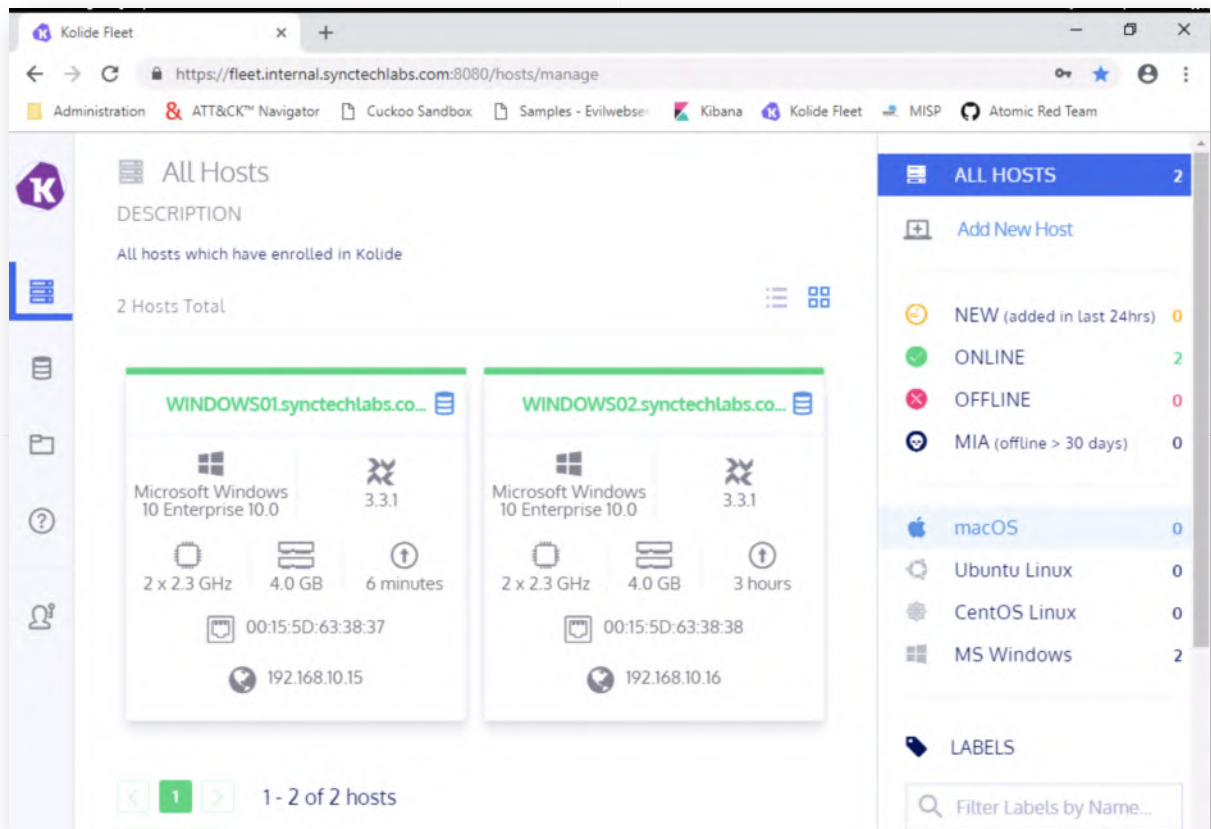 Kolide Fleet
https://fleet.internal.synctechlabs.com:8080/hosts/manage
Administration ATT&CK™ Navigator Cuckoo Sandbox Samples - Evilwebse Kibana Kolide Fleet MISP Atomic Red Team
K
All Hosts
DESCRIPTION
All hosts which have enrolled in Kolide
2 Hosts Total
WINDOWS01.synctechlabs.co...
Microsoft Windows
10 Enterprise 10.0
3.3.1
2 x 2.3 GHz
4.0 GB
6 minutes
00:15:5D:63:38:37
192.168.10.15
WINDOWS02.synctechlabs.co...
Microsoft Windows
10 Enterprise 10.0
3.3.1
2 x 2.3 GHz
4.0 GB
3 hours
00:15:5D:63:38:38
192.168.10.16
1
1 - 2 of 2 hosts
ALL HOSTS 2
Add New Host
NEW (added in last 24hrs) 0
ONLINE 2
OFFLINE 0
MIA (offline > 30 days) 0
macOS 0
Ubuntu Linux 0
CentOS Linux 0
MS Windows 2
LABELS
Filter Labels by Name...